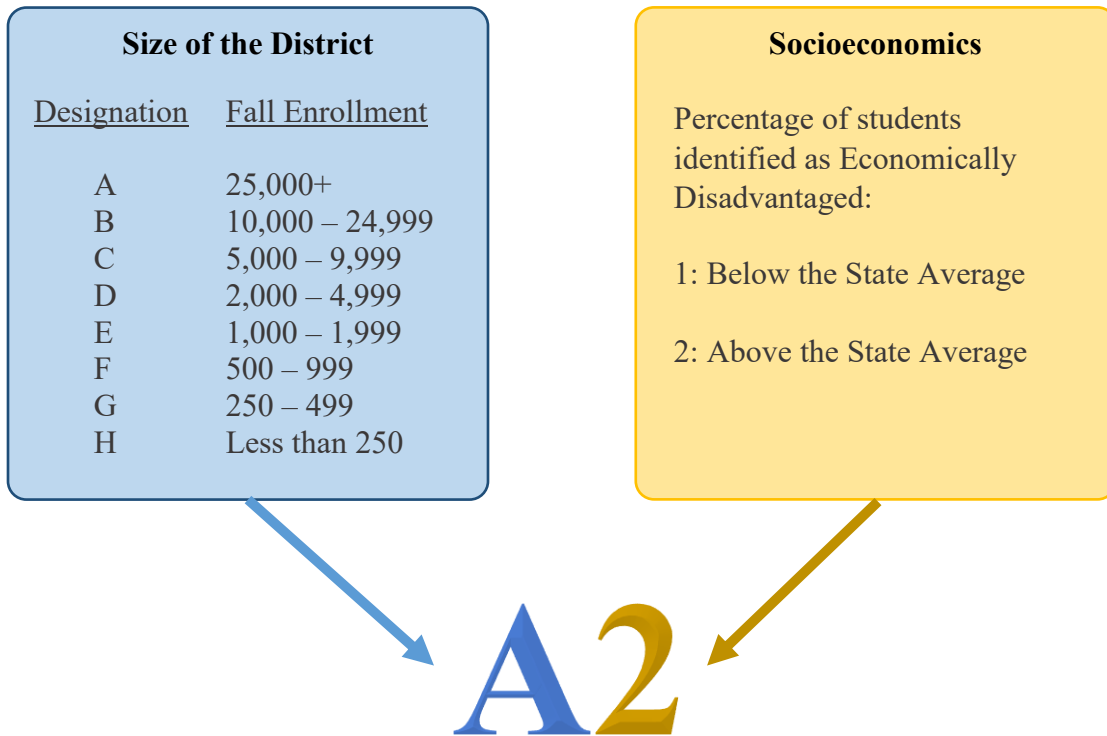 Size of the District
Designation Fall Enrollment
A 25,000+
B 10,000 – 24,999
C 5,000 – 9,999
D 2,000 – 4,999
E 1,000 – 1,999
F 500 – 999
G 250 – 499
H Less than 250
Socioeconomics
Percentage of students
identified as Economically
Disadvantaged:
1: Below the State Average
2: Above the State Average
A2